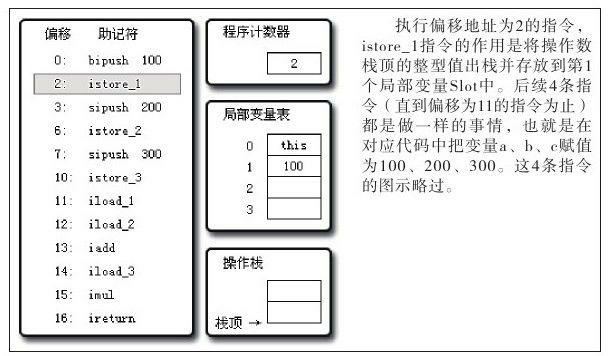 偏移 助记符
0: bipush 100
2: istore_1
3: sipush 200
6: istore_2
7: sipush 300
10: istore_3
11: iload_1
12: iload_2
13: iadd
14: iload_3
15: imul
16: ireturn
程序计数器
2
局部变量表
0 this
1 100
2
3
操作栈
栈顶 →
执行偏移地址为2的指令，
istore_1指令的作用是将操作数
栈顶的整型值出栈并存放到第1
个局部变量Slot中。后续4条指
令（直到偏移为11的指令为止）
都是做一样的事情，也就是在
对应代码中把变量a、b、c赋值
为100、200、300。这4条指令
的图示略过。